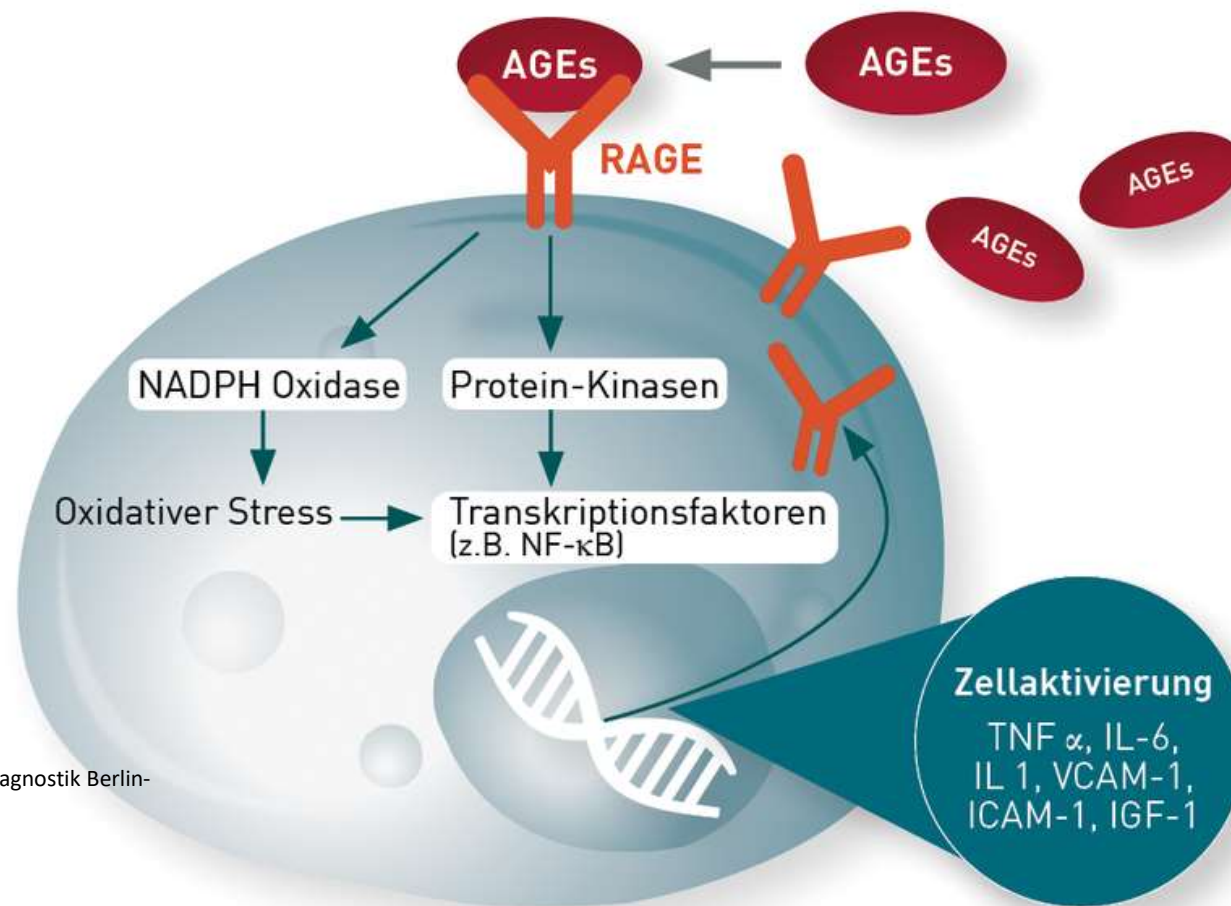 AGEs
AGEs
RAGE
AGEs
AGEs
NADPH Oxidase
Protein-Kinasen
Oxidativer Stress
Transkriptionsfaktoren
(z.B. NF-κB)
Zellaktivierung
TNF α, IL-6,
IL 1, VCAM-1,
ICAM-1, IGF-1
agnostik Berlin-